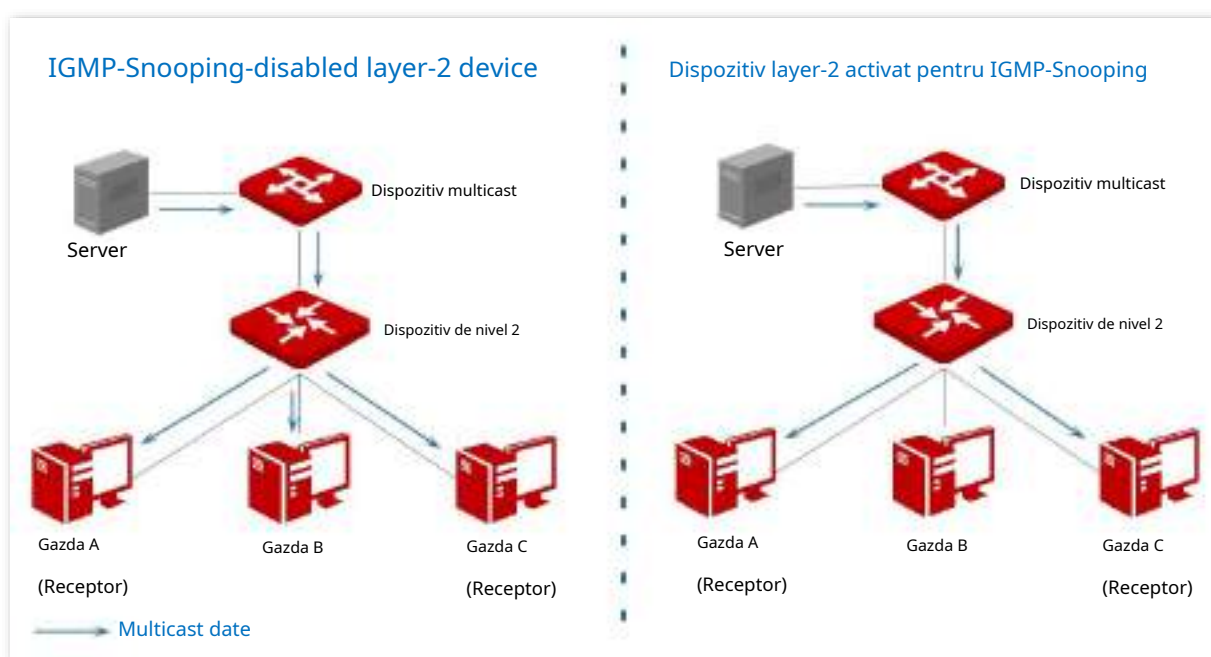 IGMP-Snooping-disabled layer-2 device
Dispozitiv layer-2 activat pentru IGMP-Snooping
Dispozitiv multicast
Server
Dispozitiv de nivel 2
Gazda A
(Receptor)
Gazda B
Gazda C
(Receptor)
Multicast date
Dispozitiv multicast
Server
Dispozitiv de nivel 2
Gazda A
(Receptor)
Gazda B
Gazda C
(Receptor)